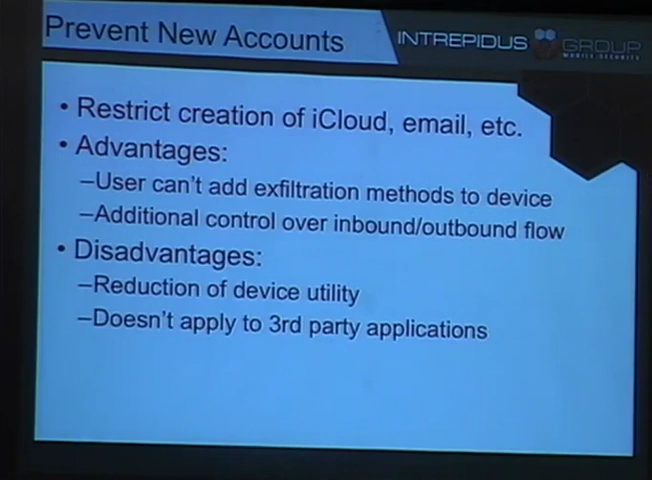 Prevent New Accounts
INTREPIDUS GROUP
MOBILE SECURITY
• Restrict creation of iCloud, email, etc.
• Advantages:
–User can't add exfiltration methods to device
–Additional control over inbound/outbound flow
• Disadvantages:
–Reduction of device utility
–Doesn't apply to 3rd party applications